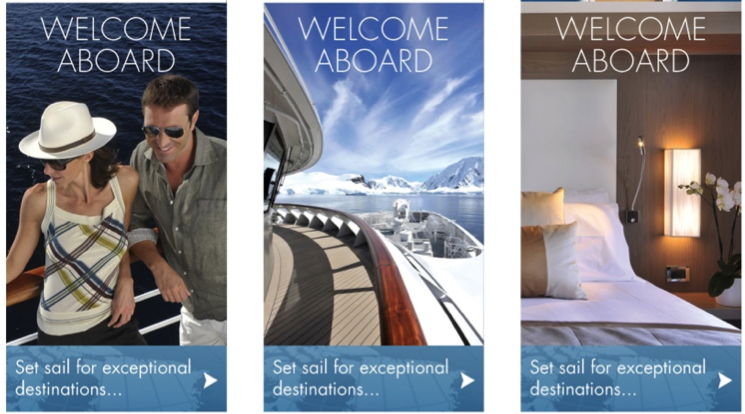 WELCOME
ABOARD
Set sail for exceptional
destinations...
WELCOME
ABOARD
Set sail for exceptional
destinations...
WELCOME
ABOARD
Set sail for exceptional
destinations...